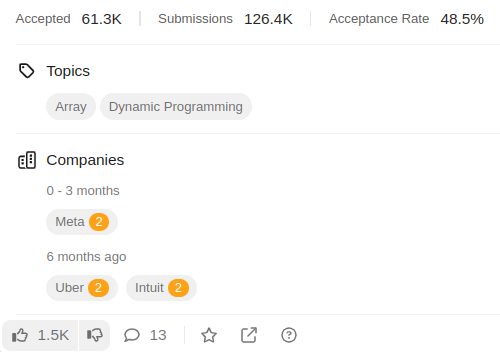 Accepted 61.3K Submissions 126.4K Acceptance Rate 48.5%
Topics
Array Dynamic Programming
Companies
0 - 3 months
Meta 2
6 months ago
Uber 2 Intuit 2
1.5K 13